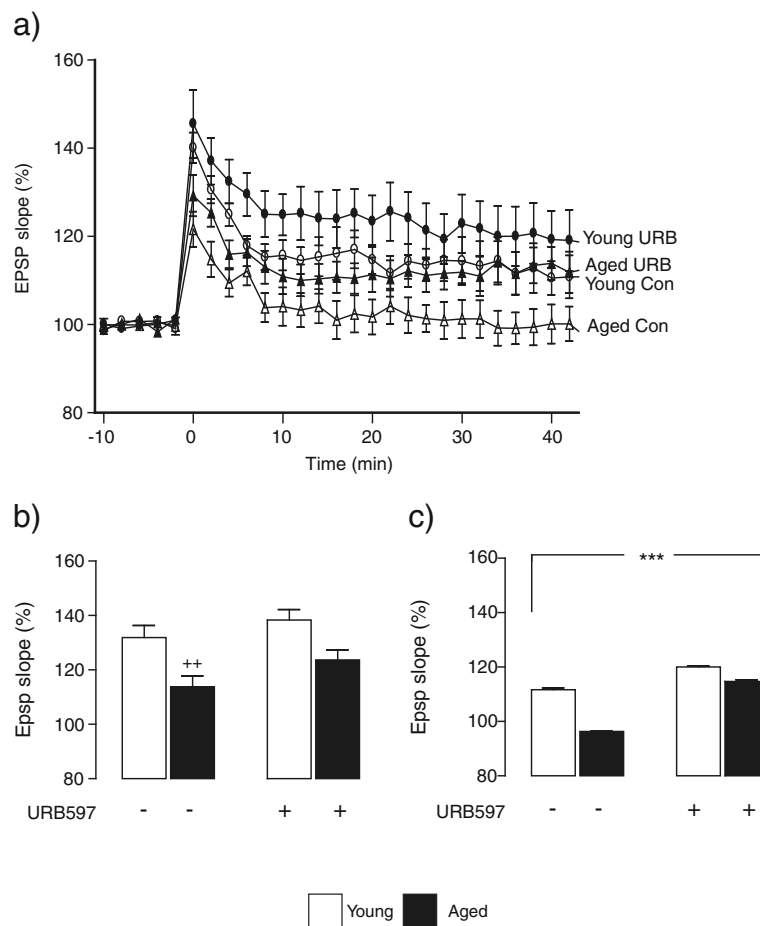 a)
160
140
120
100
80
EPSP slope (%)
-10
0
10
20
30
40
Time (min)
Young URB
Aged URB
Young Con
Aged Con
b)
160
140
120
100
80
Epsp slope (%)
++
URB597
- - + +
c)
160
140
120
100
80
Epsp slope (%)
***
URB597
- - + +
Young
Aged